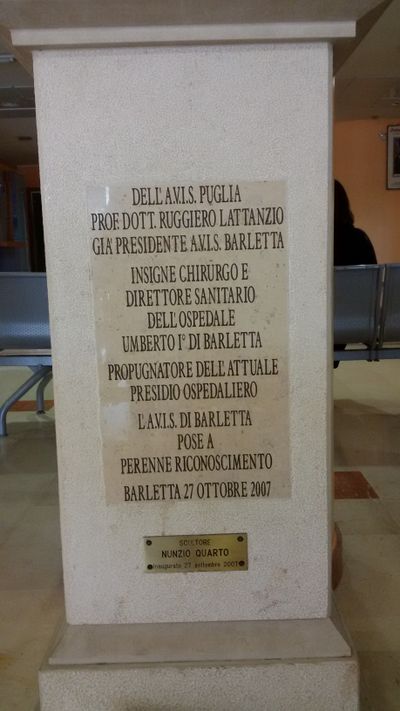 DELL'A.V.I.S. PUGLIA
PROF. DOTT. RUGGIERO LATTANZIO
GIA' PRESIDENTE A.V.I.S. BARLETTA
INSIGNE CHIRURGO E
DIRETTORE SANITARIO
DELL'OSPEDALE
UMBERTO I° DI BARLETTA
PROPUGNATORE DELL'ATTUALE
PRESIDIO OSPEDALIERO
L'A.V.I.S. DI BARLETTA
POSE A
PERENNE RICONOSCIMENTO
BARLETTA 27 OTTOBRE 2007
SCULTORE
NUNZIO QUARTO
Inaugurato 27 settembre 2007